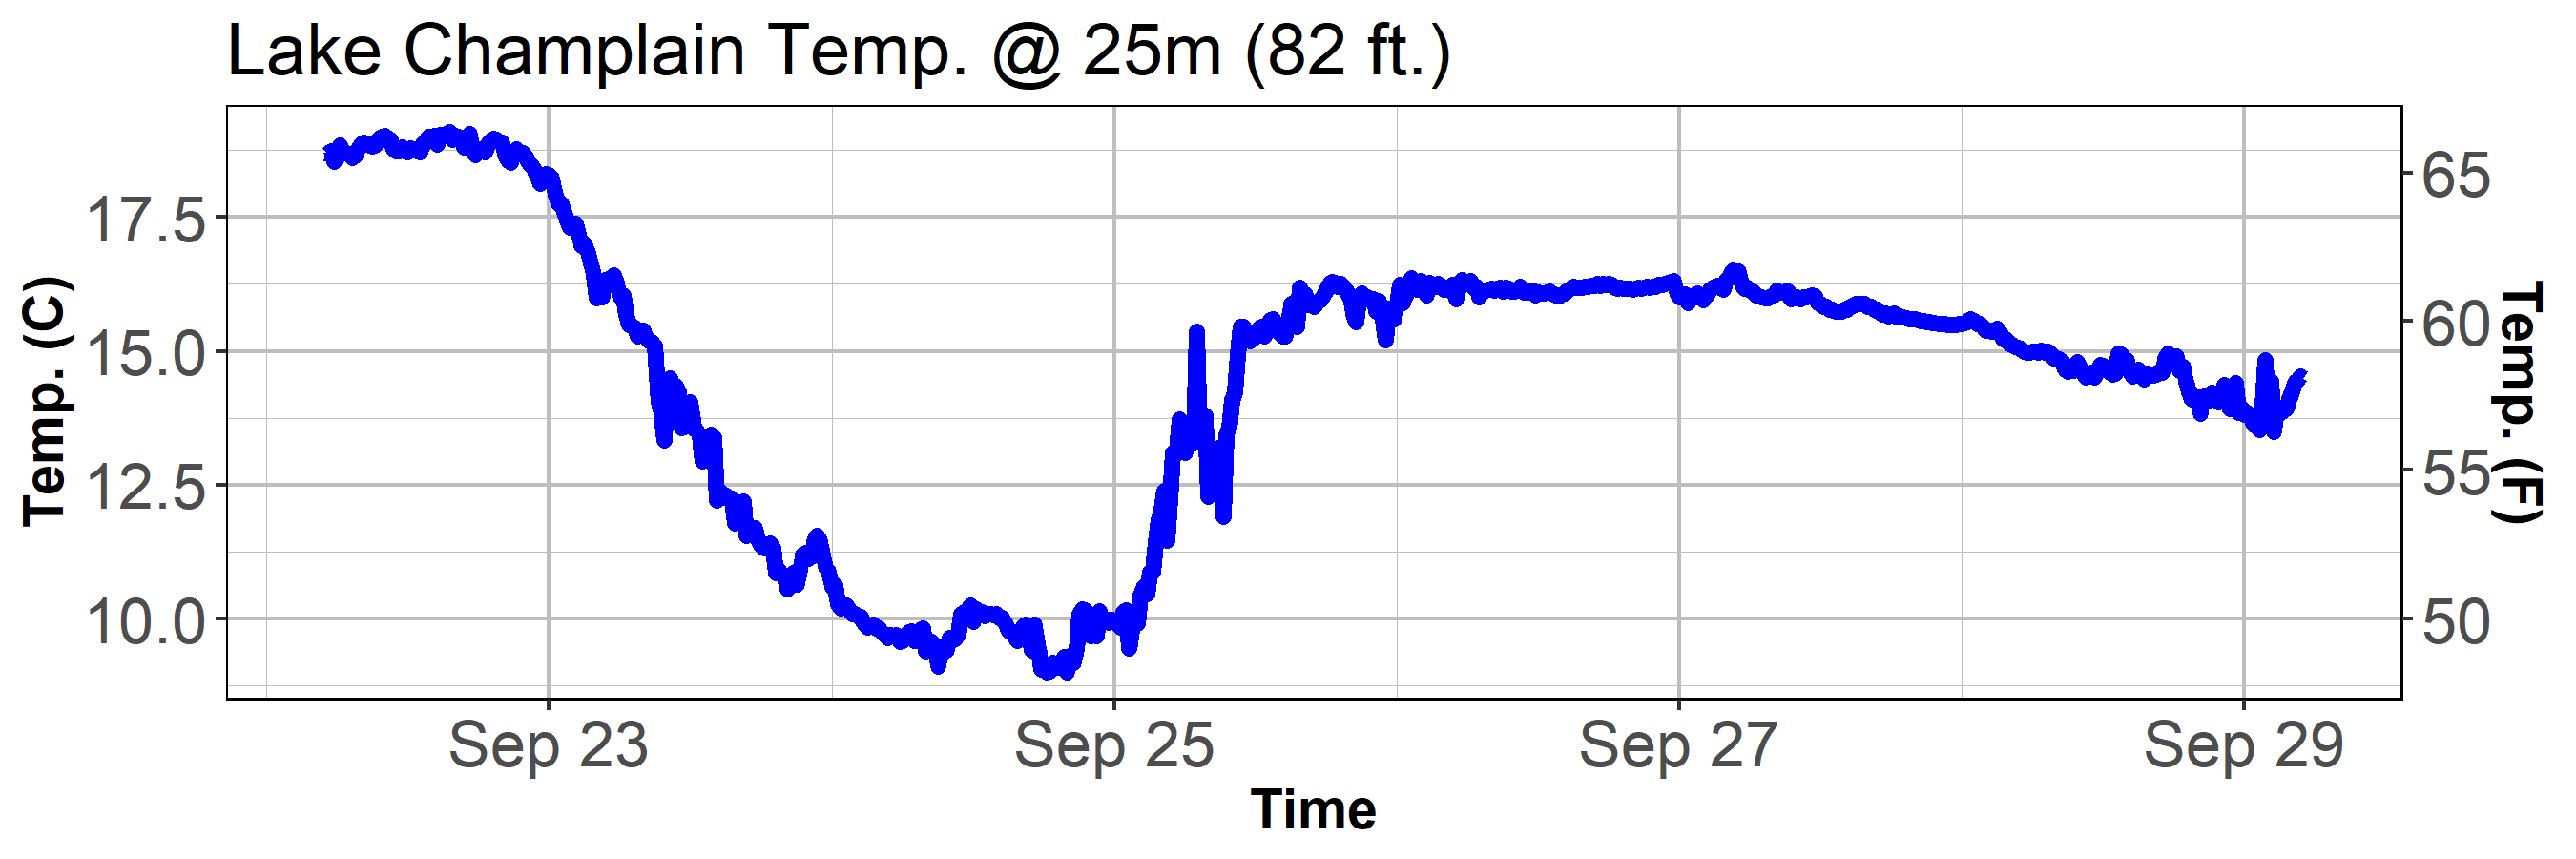 Lake Champlain Temp. @ 25m (82 ft.)
Temp. (C)
17.5
15.0
12.5
10.0
65
60
55
50
Temp. (F)
Sep 23
Sep 25
Sep 27
Sep 29
Time